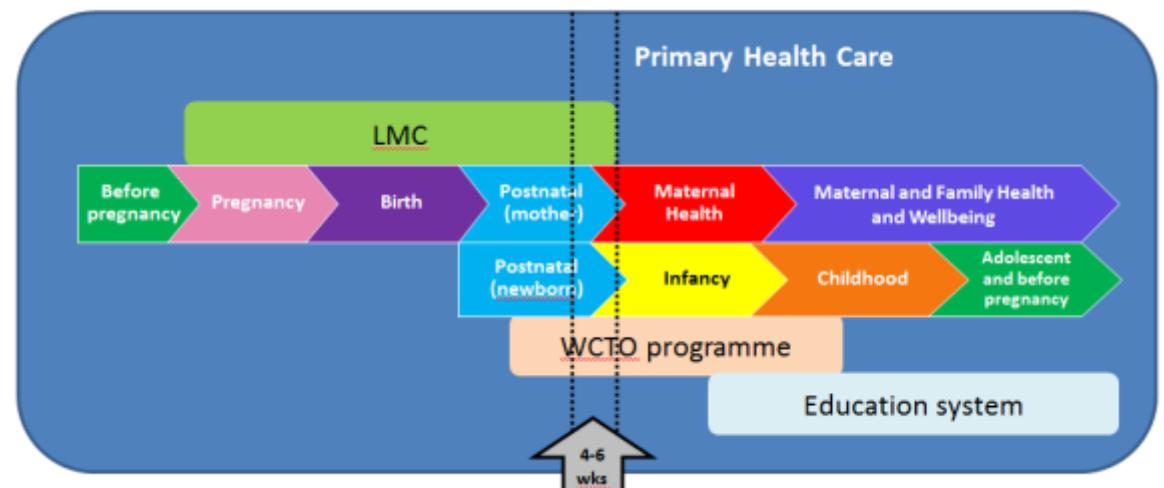 Primary Health Care
LMC
Before
pregnancy
Pregnancy
Birth
Postnatal
(mother)
Maternal
Health
Maternal and Family Health
and Wellbeing
Postnatal
(newborn)
Infancy
Childhood
Adolescent
and before
pregnancy
WCTO programme
Education system
4-6
wks